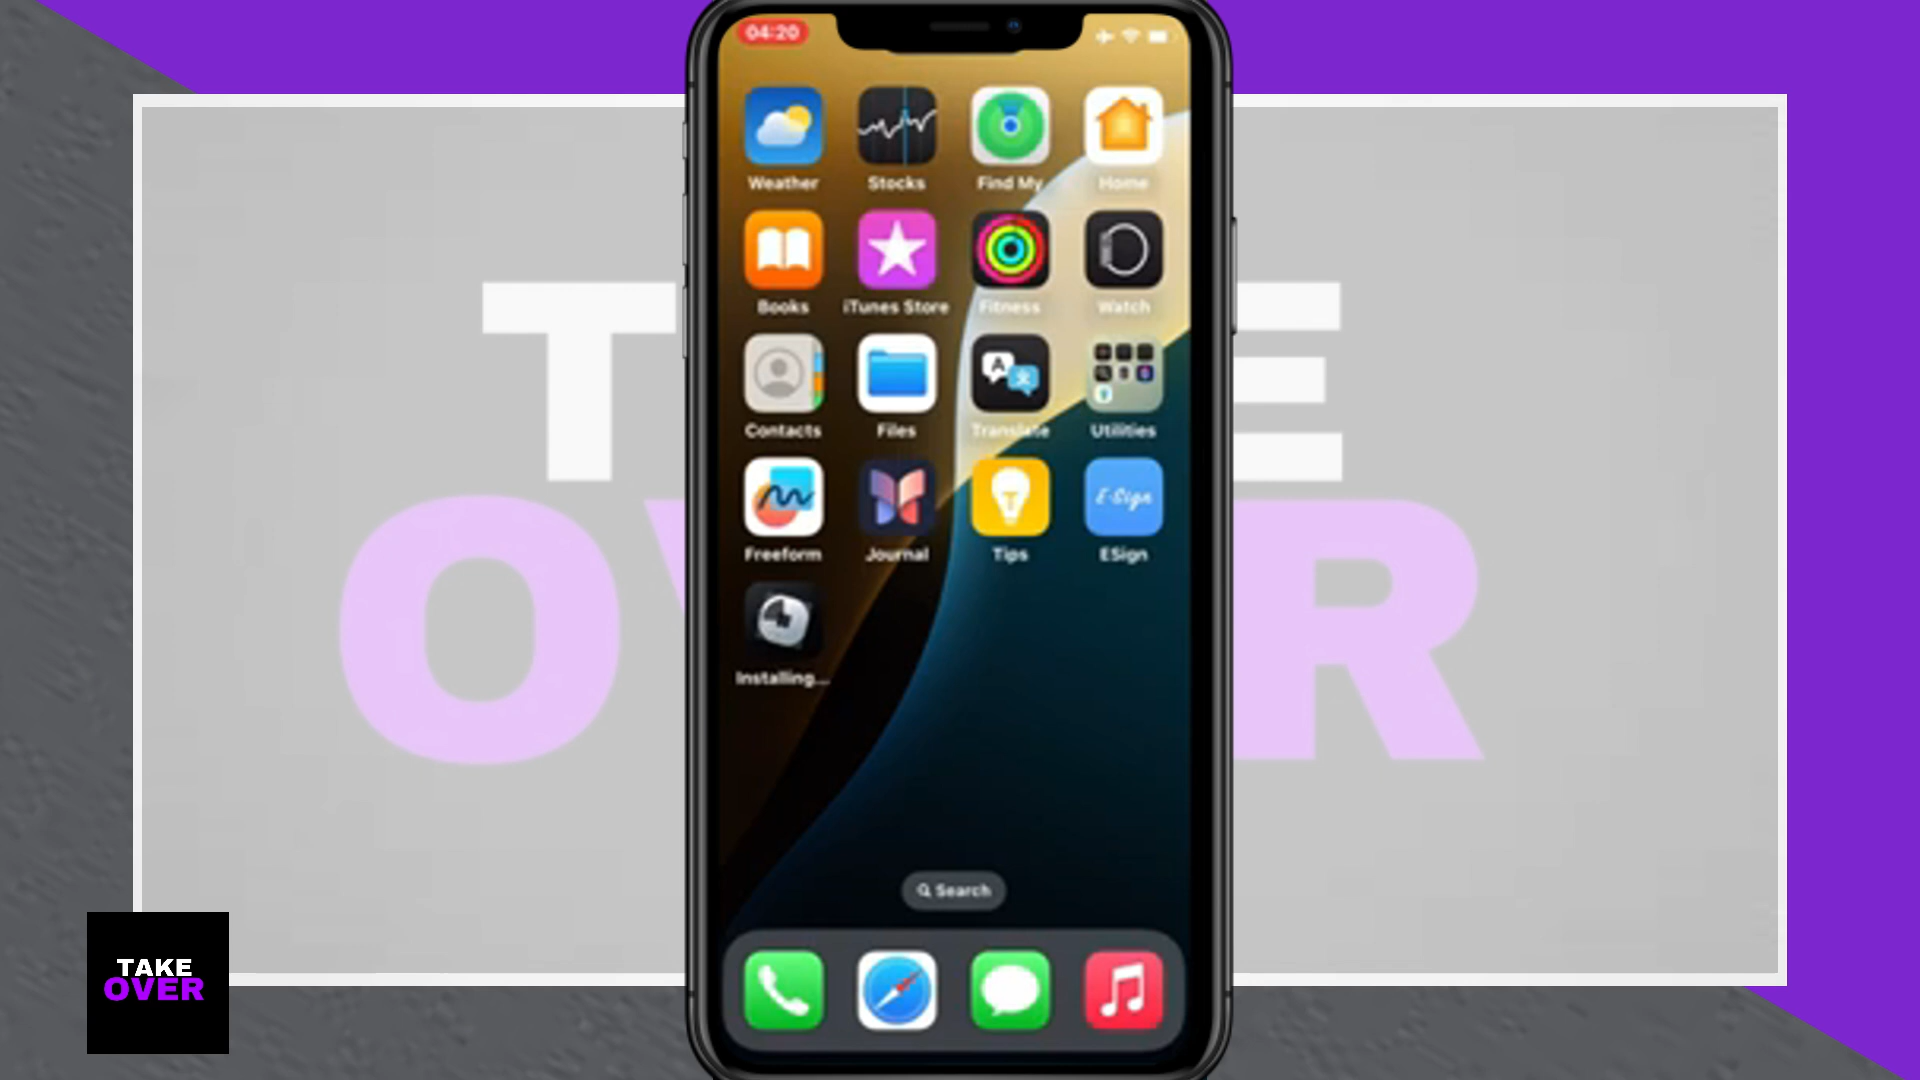 04:20
Weather Stocks Find My Home
Books iTunes Store Fitness Watch
Contacts Files Translate Utilities
Freeform Journal Tips ESign
E-Sign
Installing...
Search
TAKE
OVER